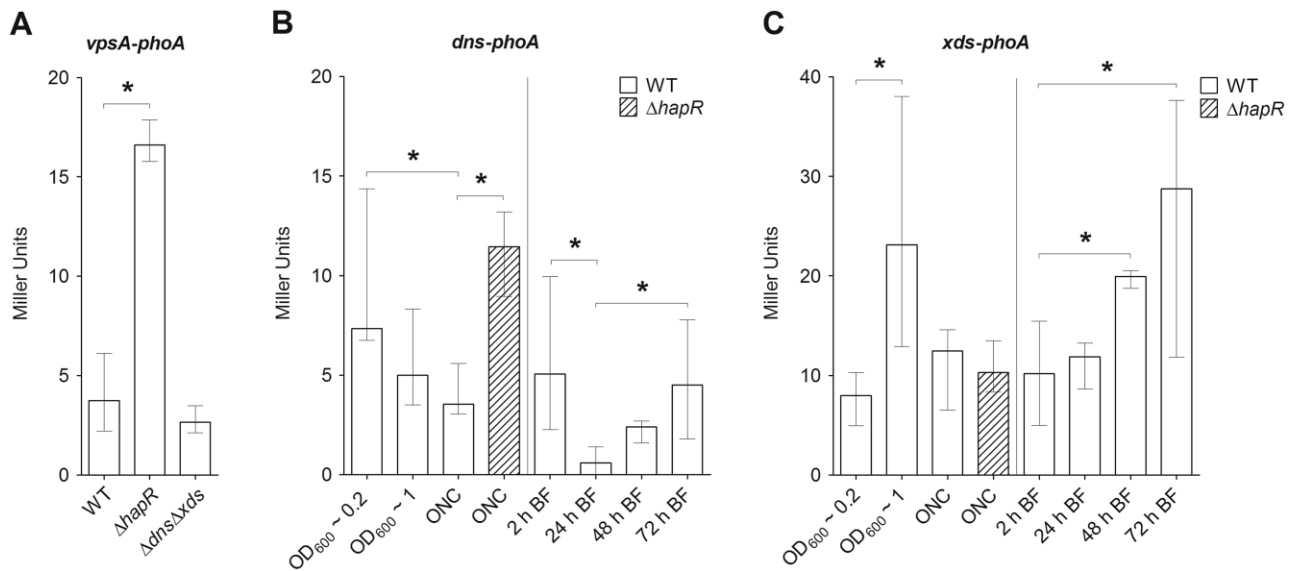 A
vpsA-phoA
Miller Units
20
15
10
5
0
*
WT
ΔhapR
ΔdnsΔxds
B
dns-phoA
WT
ΔhapR
Miller Units
20
15
10
5
0
*
*
*
*
OD600 ~ 0.2
OD600 ~ 1
ONC
ONC
2 h BF
24 h BF
48 h BF
72 h BF
C
xds-phoA
WT
ΔhapR
Miller Units
40
30
20
10
0
*
*
*
OD600 ~ 0.2
OD600 ~ 1
ONC
ONC
2 h BF
24 h BF
48 h BF
72 h BF